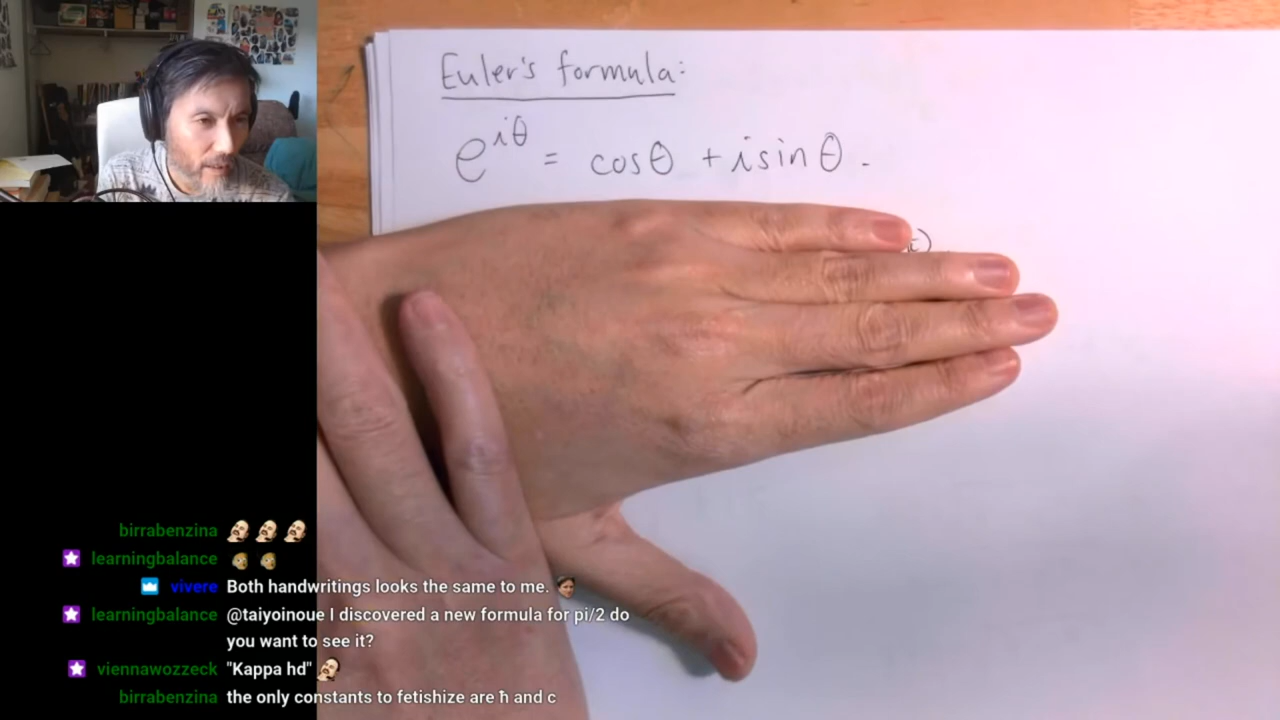 Euler's formula:
e^{iθ} = cosθ + i sinθ.
birrabenzina
learningbalance
vivere Both handwritings looks the same to me.
learningbalance @taiyoinoue I discovered a new formula for pi/2 do
you want to see it?
viennawozzeck "Kappa hd"
birrabenzina the only constants to fetishize are ħ and c